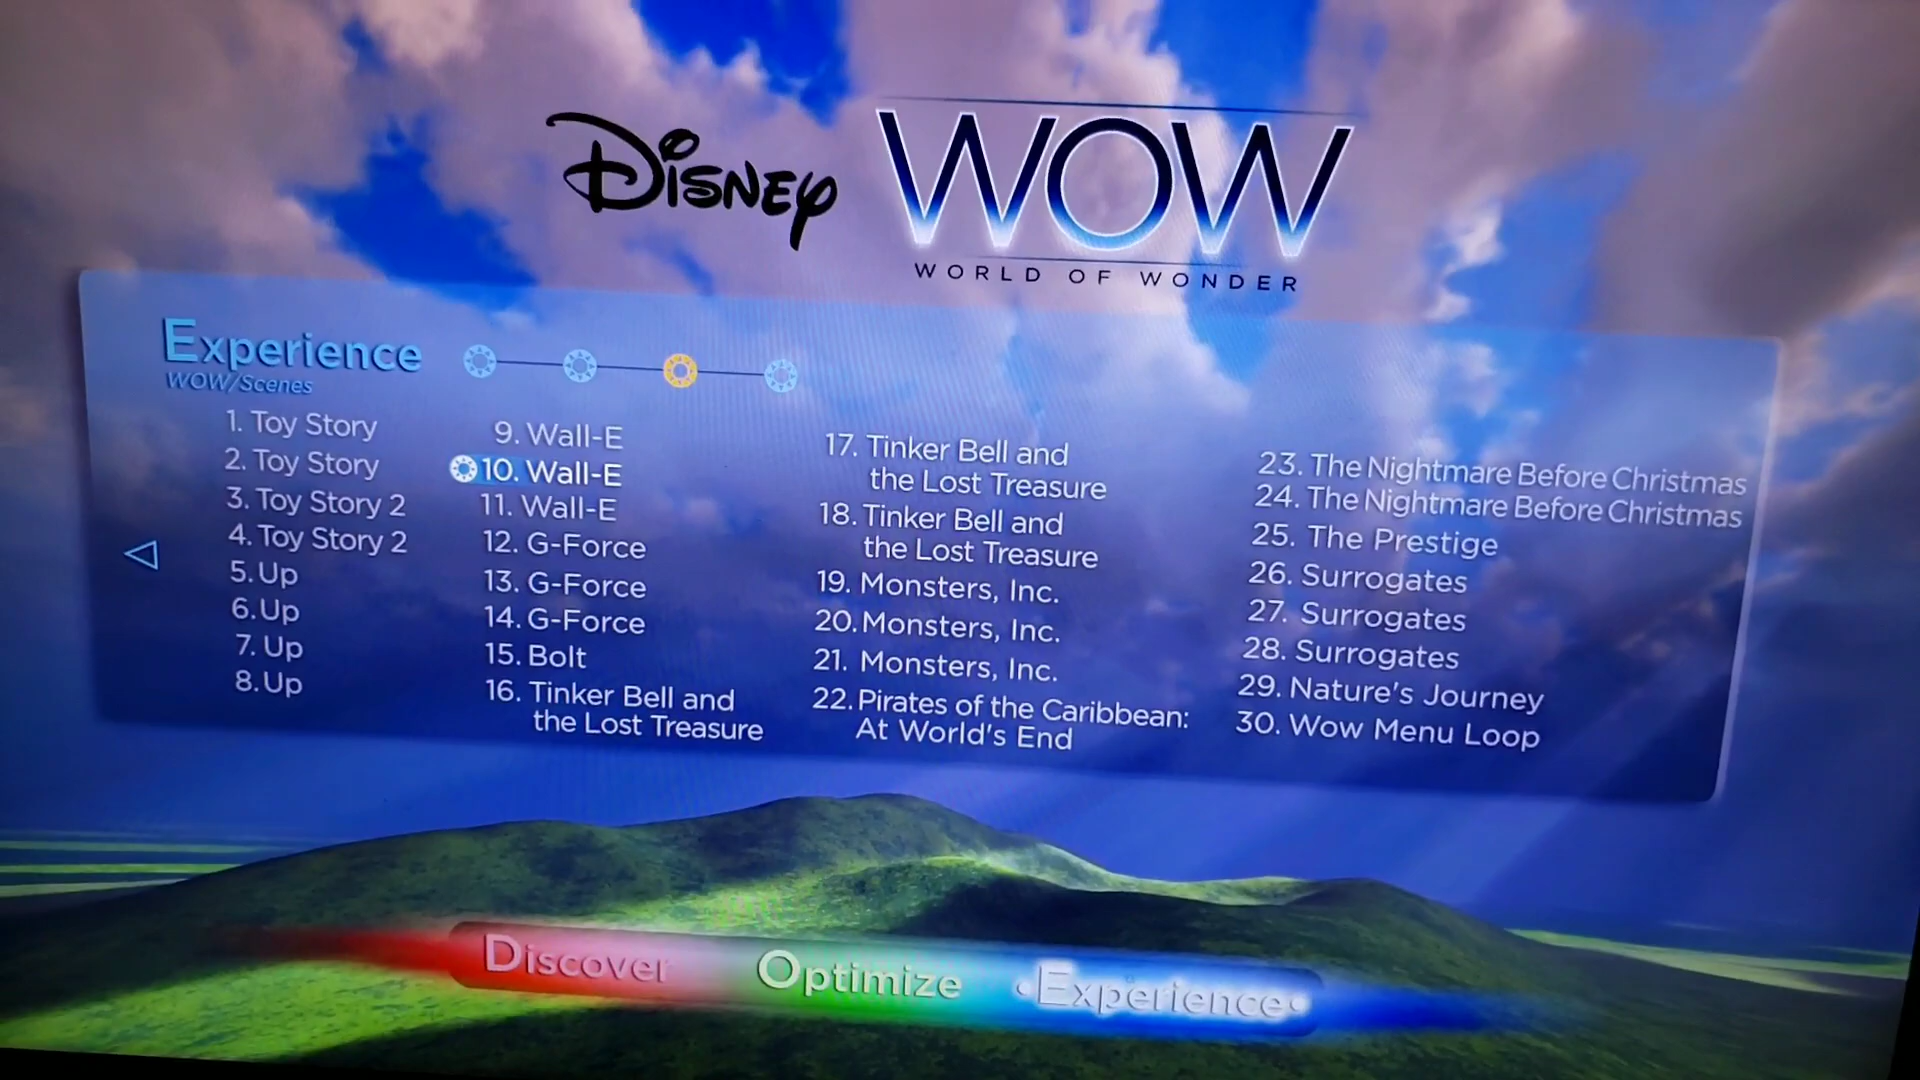 Disney WOW
WORLD OF WONDER
Experience
WOW/Scenes
1. Toy Story
2. Toy Story
3. Toy Story 2
4. Toy Story 2
5. Up
6. Up
7. Up
8. Up
9. Wall-E
10. Wall-E
11. Wall-E
12. G-Force
13. G-Force
14. G-Force
15. Bolt
16. Tinker Bell and
the Lost Treasure
17. Tinker Bell and
the Lost Treasure
18. Tinker Bell and
the Lost Treasure
19. Monsters, Inc.
20. Monsters, Inc.
21. Monsters, Inc.
22. Pirates of the Caribbean:
At World's End
23. The Nightmare Before Christmas
24. The Nightmare Before Christmas
25. The Prestige
26. Surrogates
27. Surrogates
28. Surrogates
29. Nature's Journey
30. Wow Menu Loop
Discover Optimize Experience